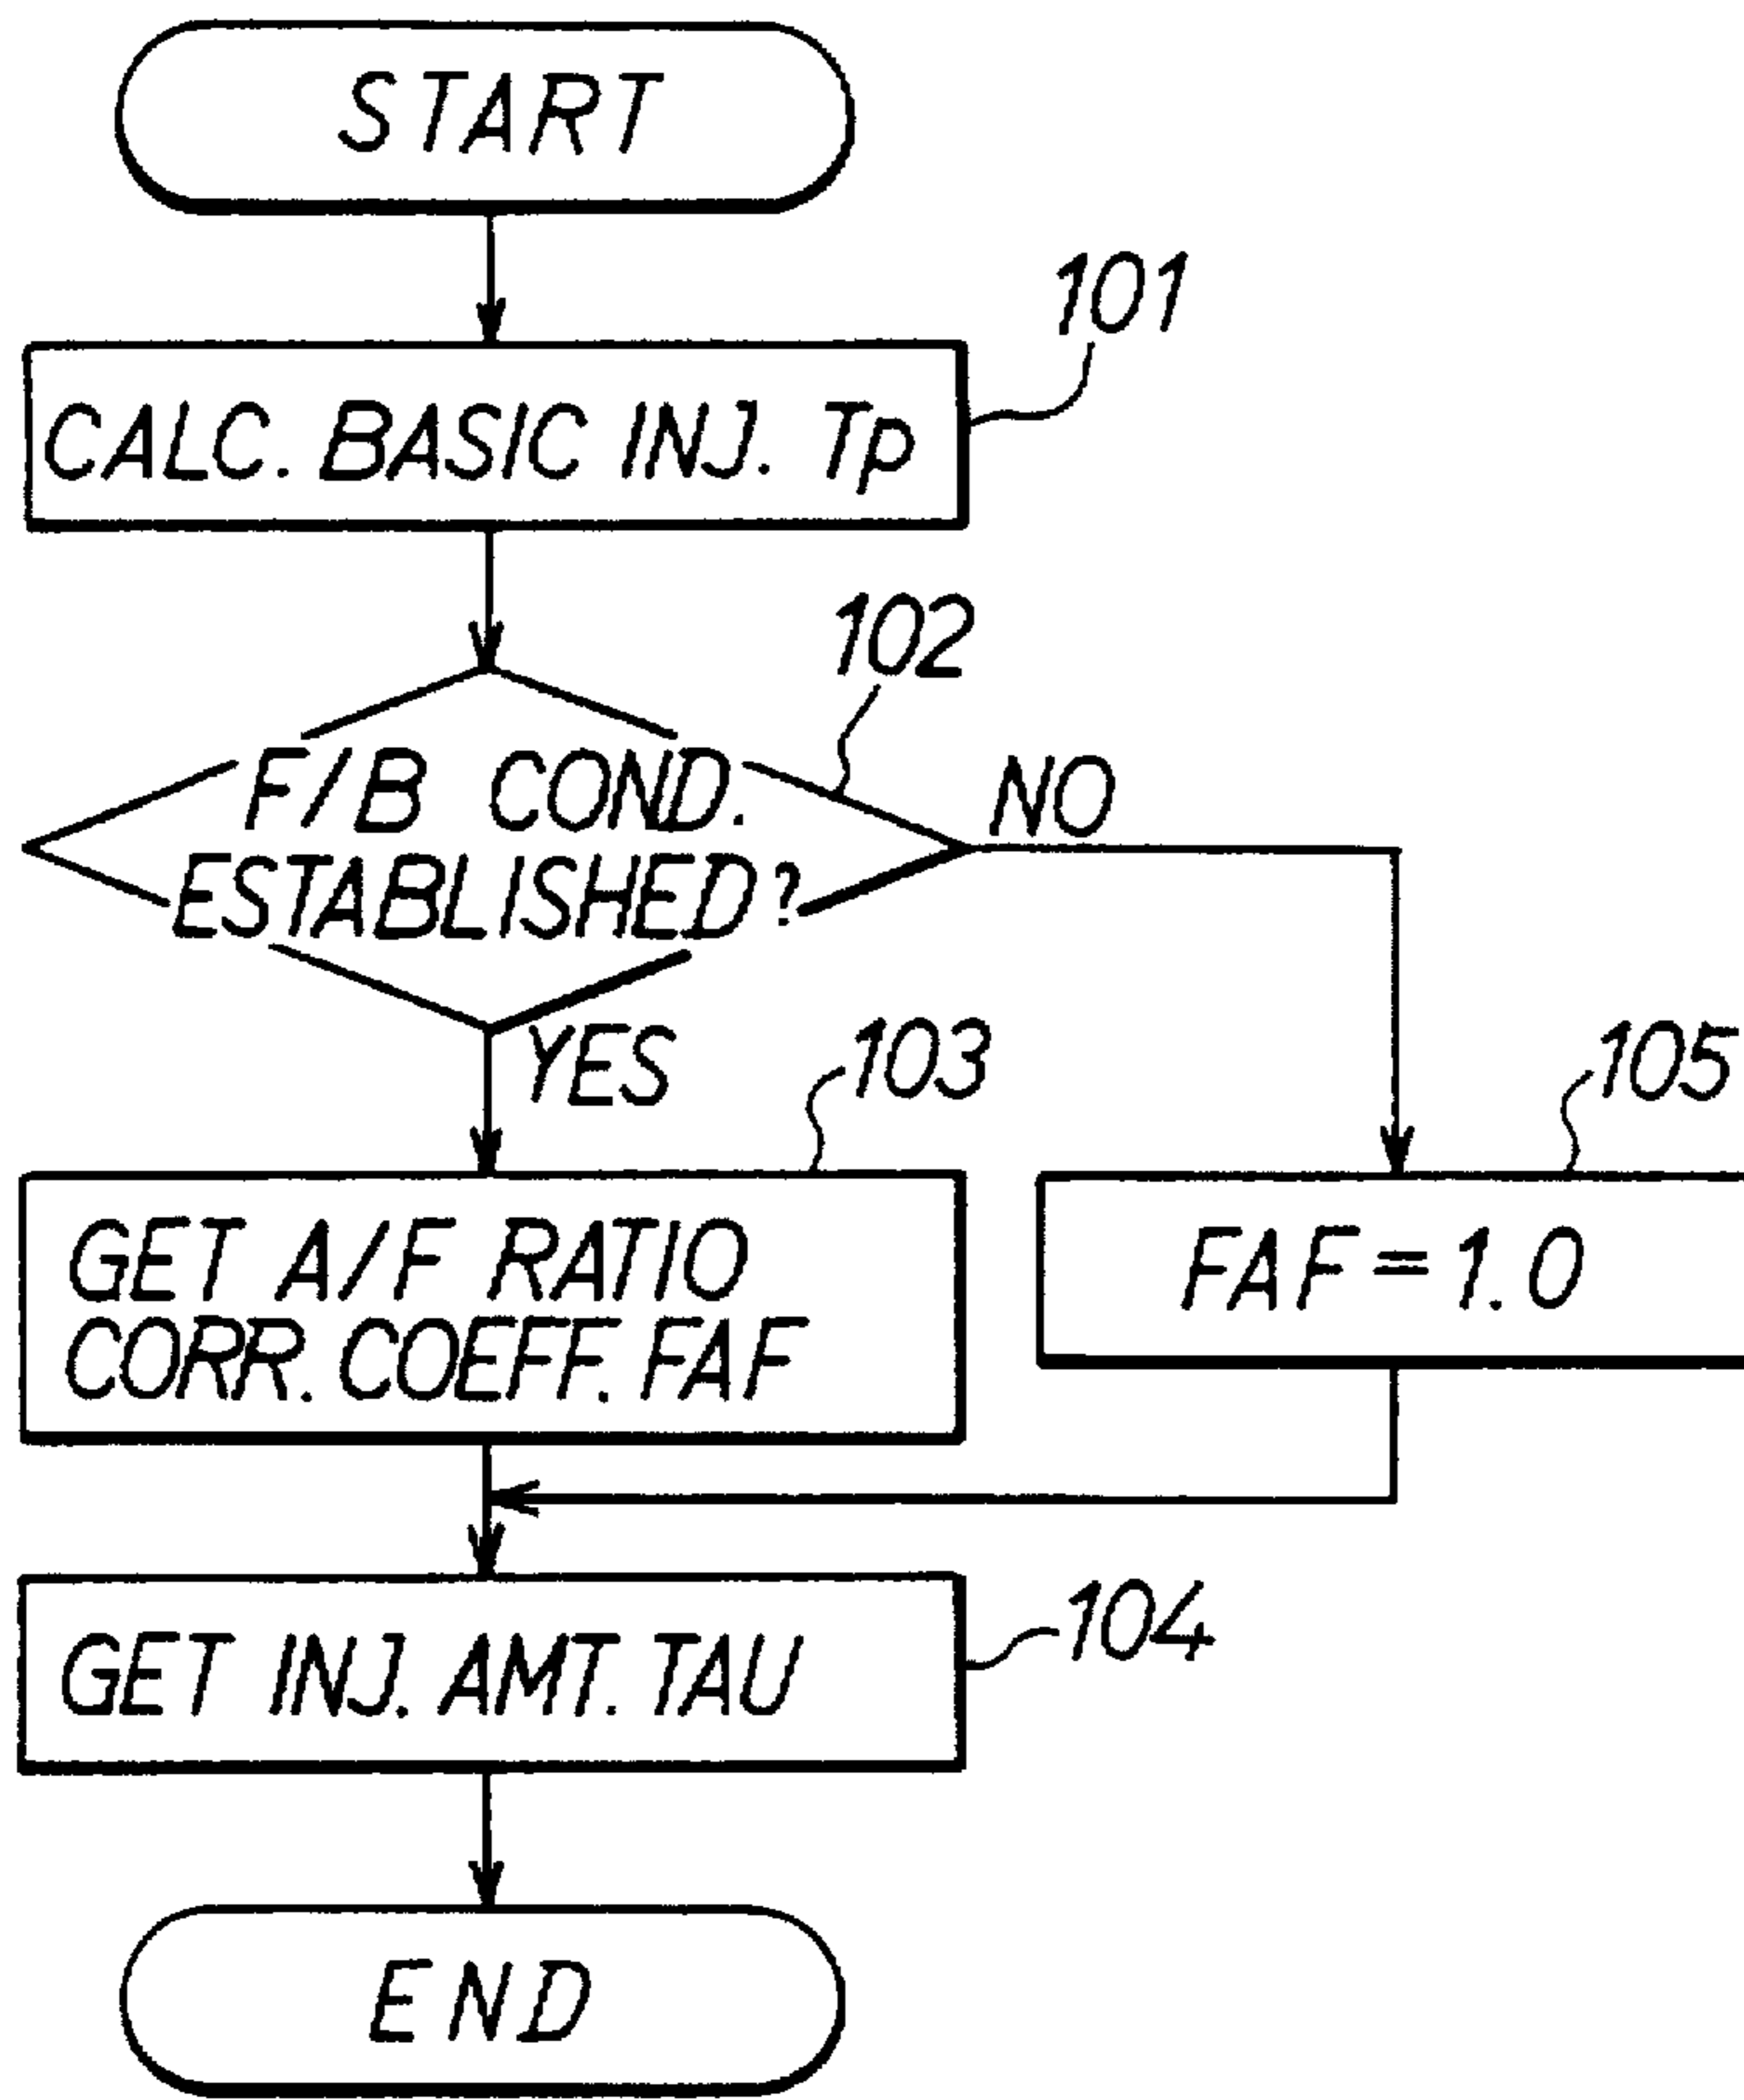 START
101
CALC. BASIC INJ. Tp
102
F/B COND.
ESTABLISHED?
NO
YES
103
105
GET A/F RATIO
CORR. COEFF. FAF
FAF = 1.0
GET INJ. AMT. TAU
104
END